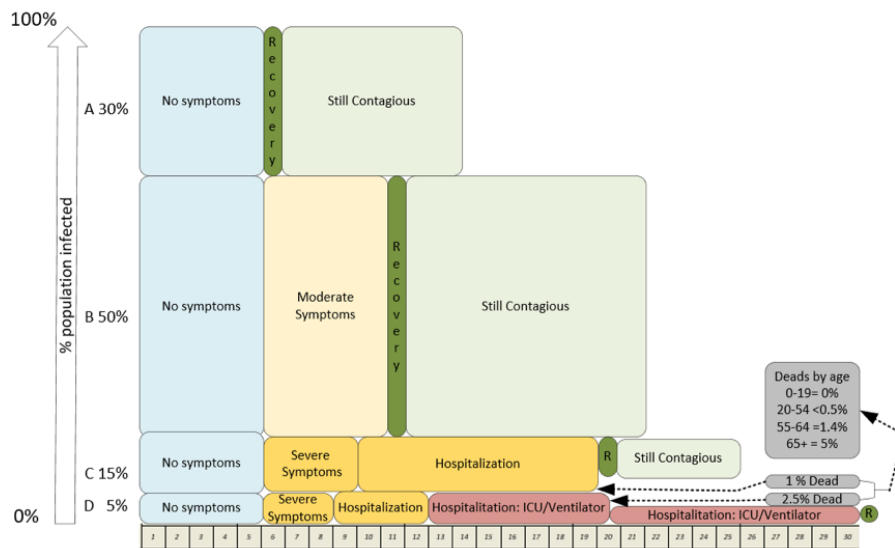 100%
% population infected
0%
A 30%
No symptoms
Recovery
Still Contagious
B 50%
No symptoms
Moderate
Symptoms
Recovery
Still Contagious
Deads by age
0-19= 0%
20-54 <0.5%
55-64 =1.4%
65+ = 5%
C 15%
No symptoms
Severe
Symptoms
Hospitalization
R
Still Contagious
1 % Dead
D 5%
No symptoms
Severe
Symptoms
Hospitalization
Hospitalitation: ICU/Ventilator
2.5% Dead
Hospitalitation: ICU/Ventilator
R
1 2 3 4 5 6 7 8 9 10 11 12 13 14 15 16 17 18 19 20 21 22 23 24 25 26 27 28 29 30